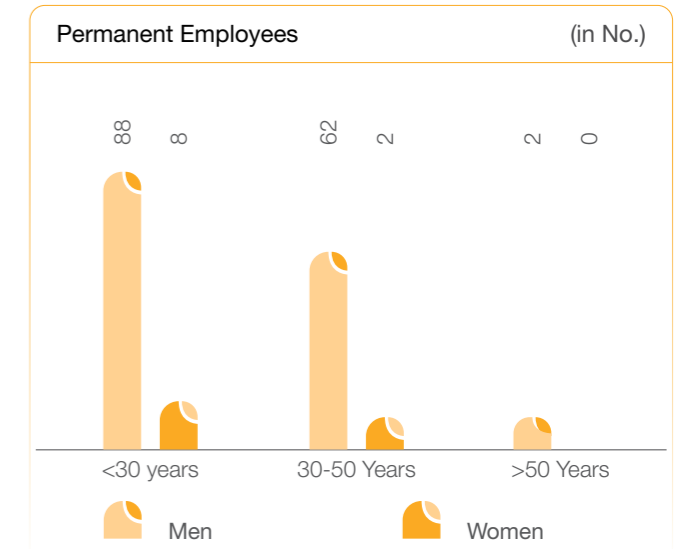 Permanent Employees (in No.)
88 8 62 2 2 0
<30 years 30-50 Years >50 Years
Men Women